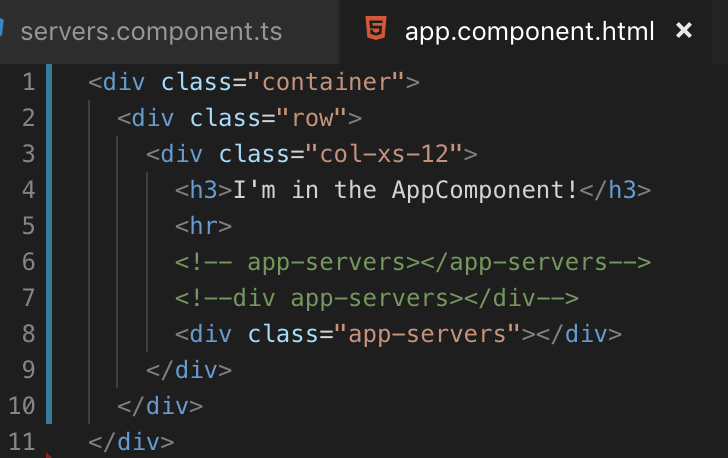 servers.component.ts app.component.html ×
1 <div class="container">
2 <div class="row">
3 <div class="col-xs-12">
4 <h3>I'm in the AppComponent!</h3>
5 <hr>
6 <!-- app-servers></app-servers-->
7 <!--div app-servers></div-->
8 <div class="app-servers"></div>
9 </div>
10 </div>
11 </div>